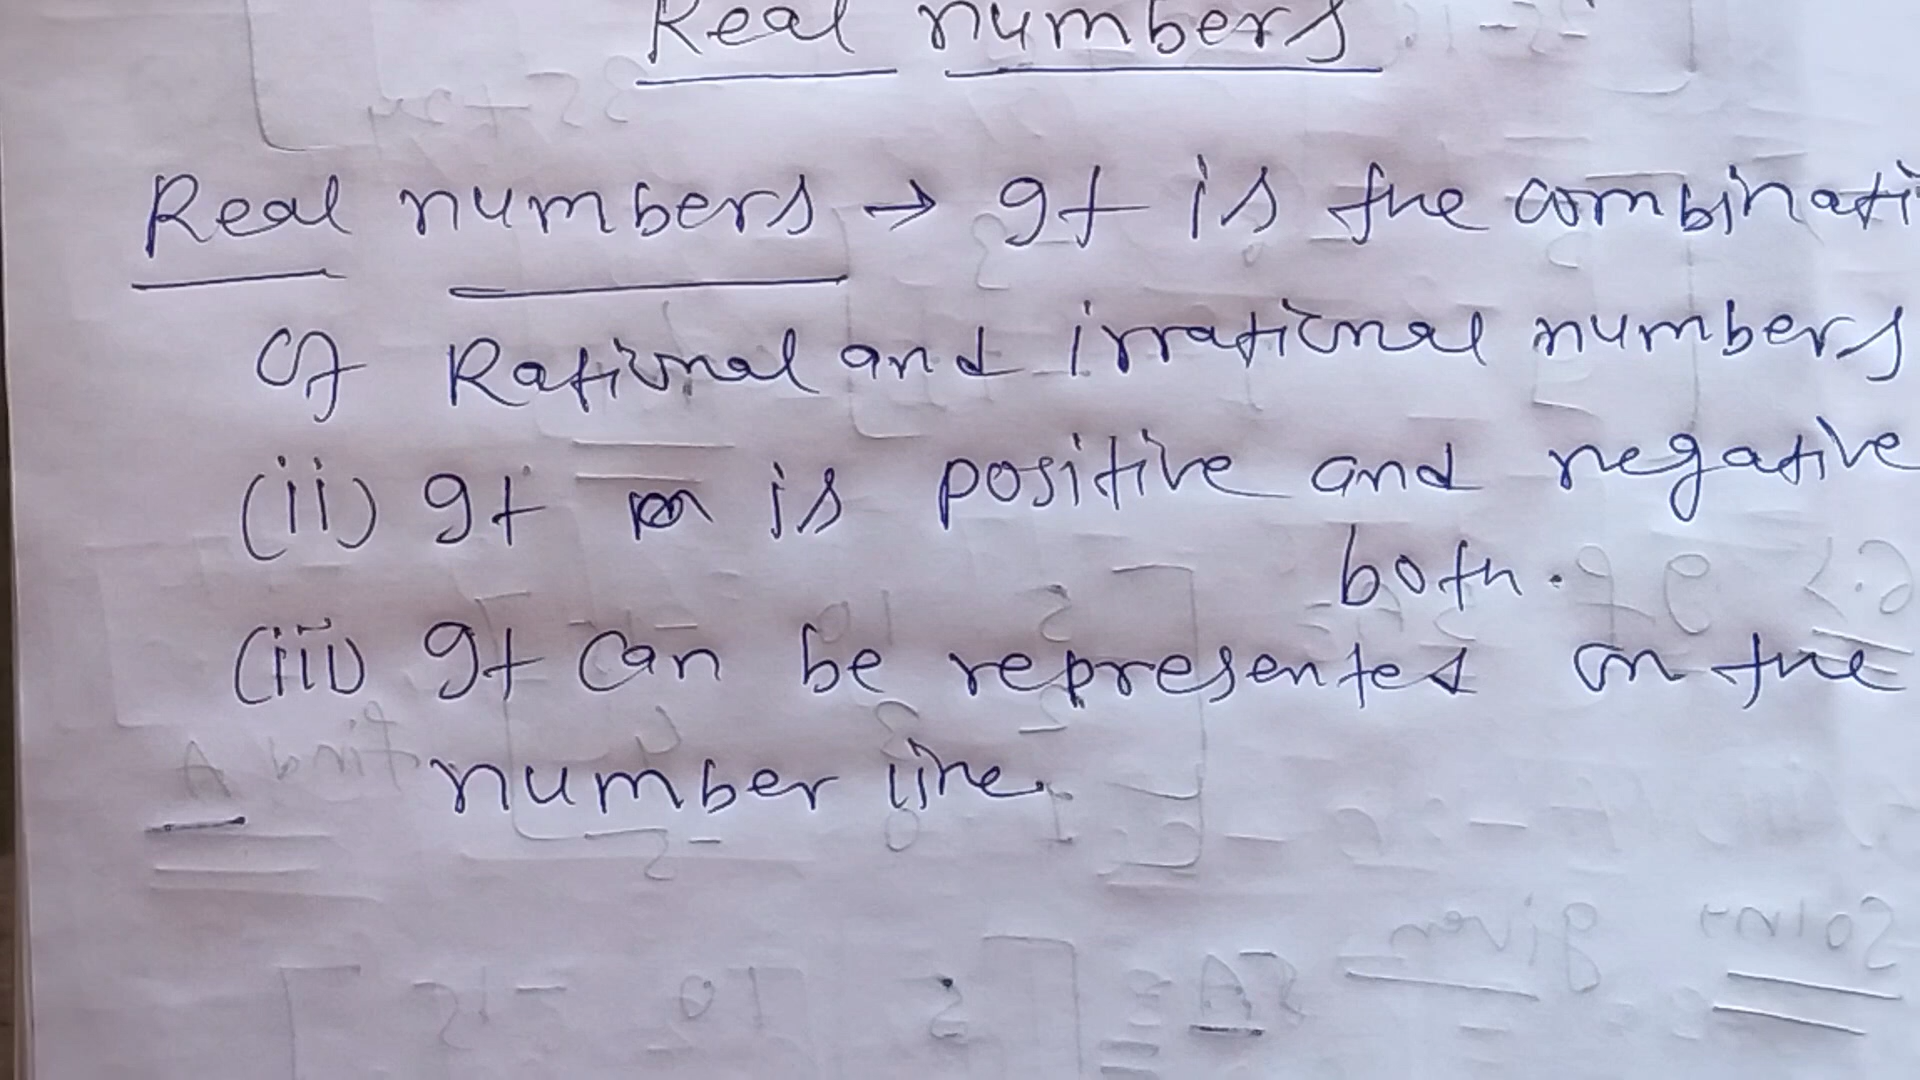 Real numbers
Real numbers → It is the combinati
Of Rational and irrational numbers
(ii) It is positive and negative
both.
(iii) It can be represented on the
number line.